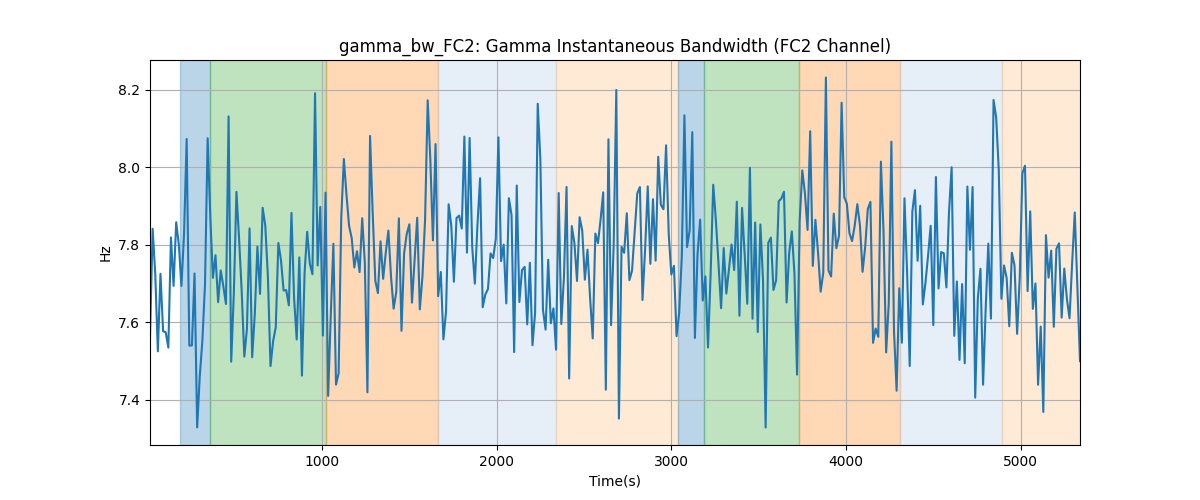 gamma_bw_FC2: Gamma Instantaneous Bandwidth (FC2 Channel)
8.2
8.0
7.8
7.6
7.4
Hz
1000 2000 3000 4000 5000
Time(s)